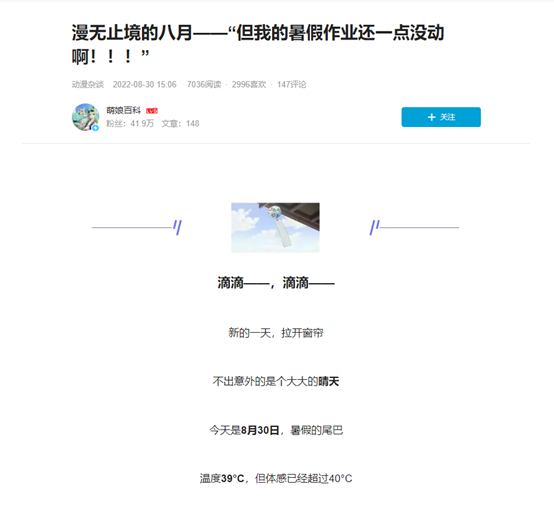 漫无止境的八月——“但我的暑假作业还一点没动
啊！！！”
动漫杂谈 2022-08-30 15:06 7036阅读 · 2996喜欢 · 147评论
萌娘百科 LV6
粉丝：41.9万 文章：148
+ 关注
滴滴——，滴滴——
新的一天，拉开窗帘
不出意外的是个大大的晴天
今天是8月30日，暑假的尾巴
温度39°C，但体感已经超过40°C